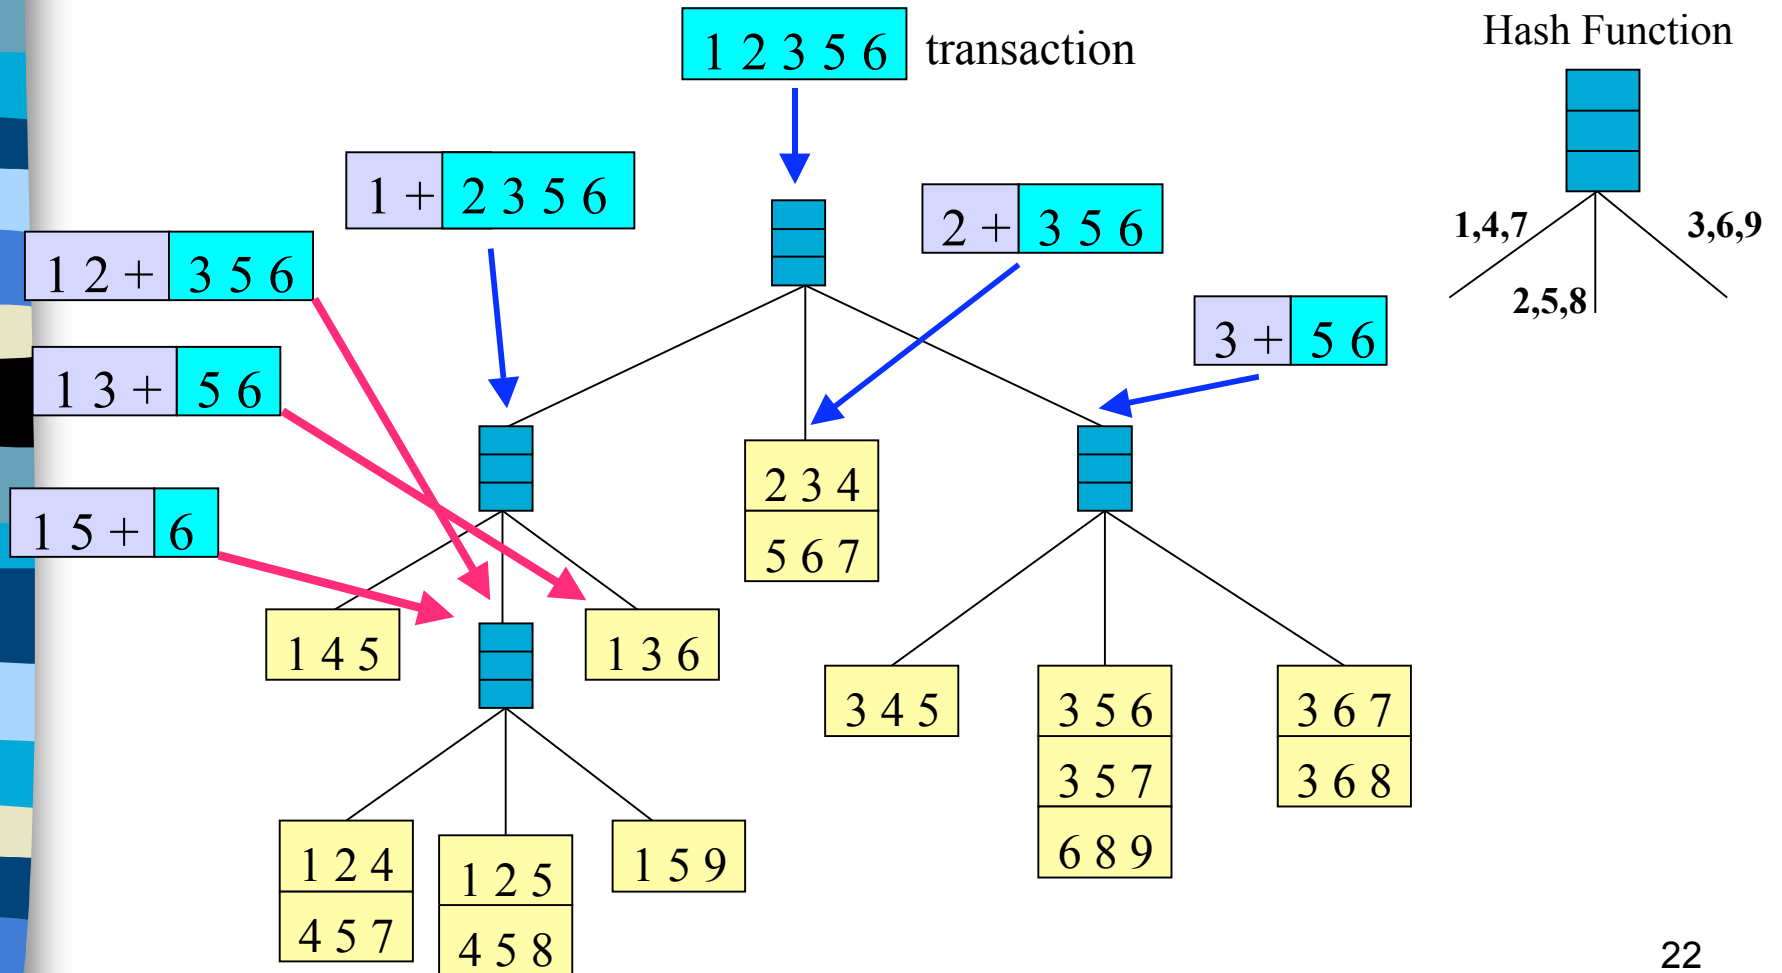 1 2 3 5 6 transaction
Hash Function
1 + 2 3 5 6
2 + 3 5 6
1,4,7
3,6,9
1 2 + 3 5 6
2,5,8
3 + 5 6
1 3 + 5 6
2 3 4
1 5 + 6
5 6 7
1 4 5
1 3 6
3 4 5
3 5 6
3 6 7
3 5 7
3 6 8
6 8 9
1 2 4
1 2 5
1 5 9
4 5 7
4 5 8
22